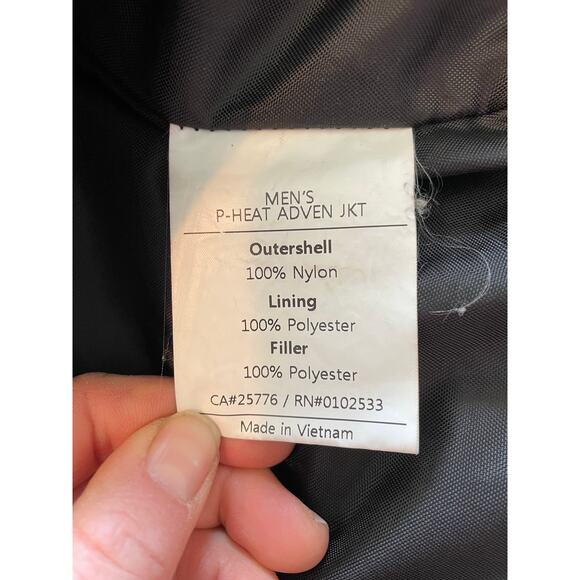 MEN'S
P-HEAT ADVEN JKT
Outershell
100% Nylon
Lining
100% Polyester
Filler
100% Polyester
CA#25776 / RN#0102533
Made in Vietnam